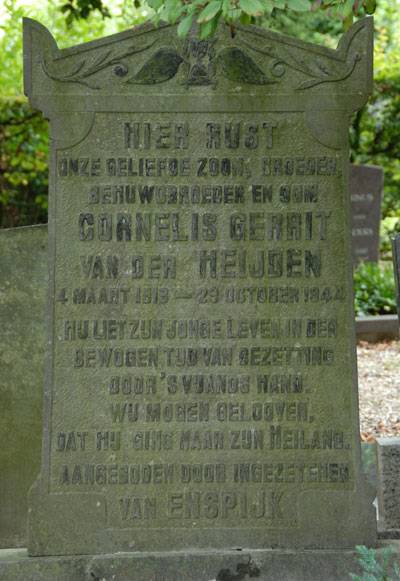 HIER RUST
ONZE GELIEFDE ZOON, BROEDER,
BEHUWDBROEDER EN OOM
CORNELIS GERRIT
VAN DER HEIJDEN
4 MAART 1913 — 29 OCTOBER 1944
HIJ LIET ZIJN JONGE LEVEN IN DEN
BEWOGEN TIJD VAN BEZETTING
DOOR 'S VIJANDS HAND.
WIJ MOGEN GELOOVEN,
DAT HIJ GING NAAR ZIJN HEILAND.
AANGEBODEN DOOR INGEZETENEN
VAN ENSPIJK